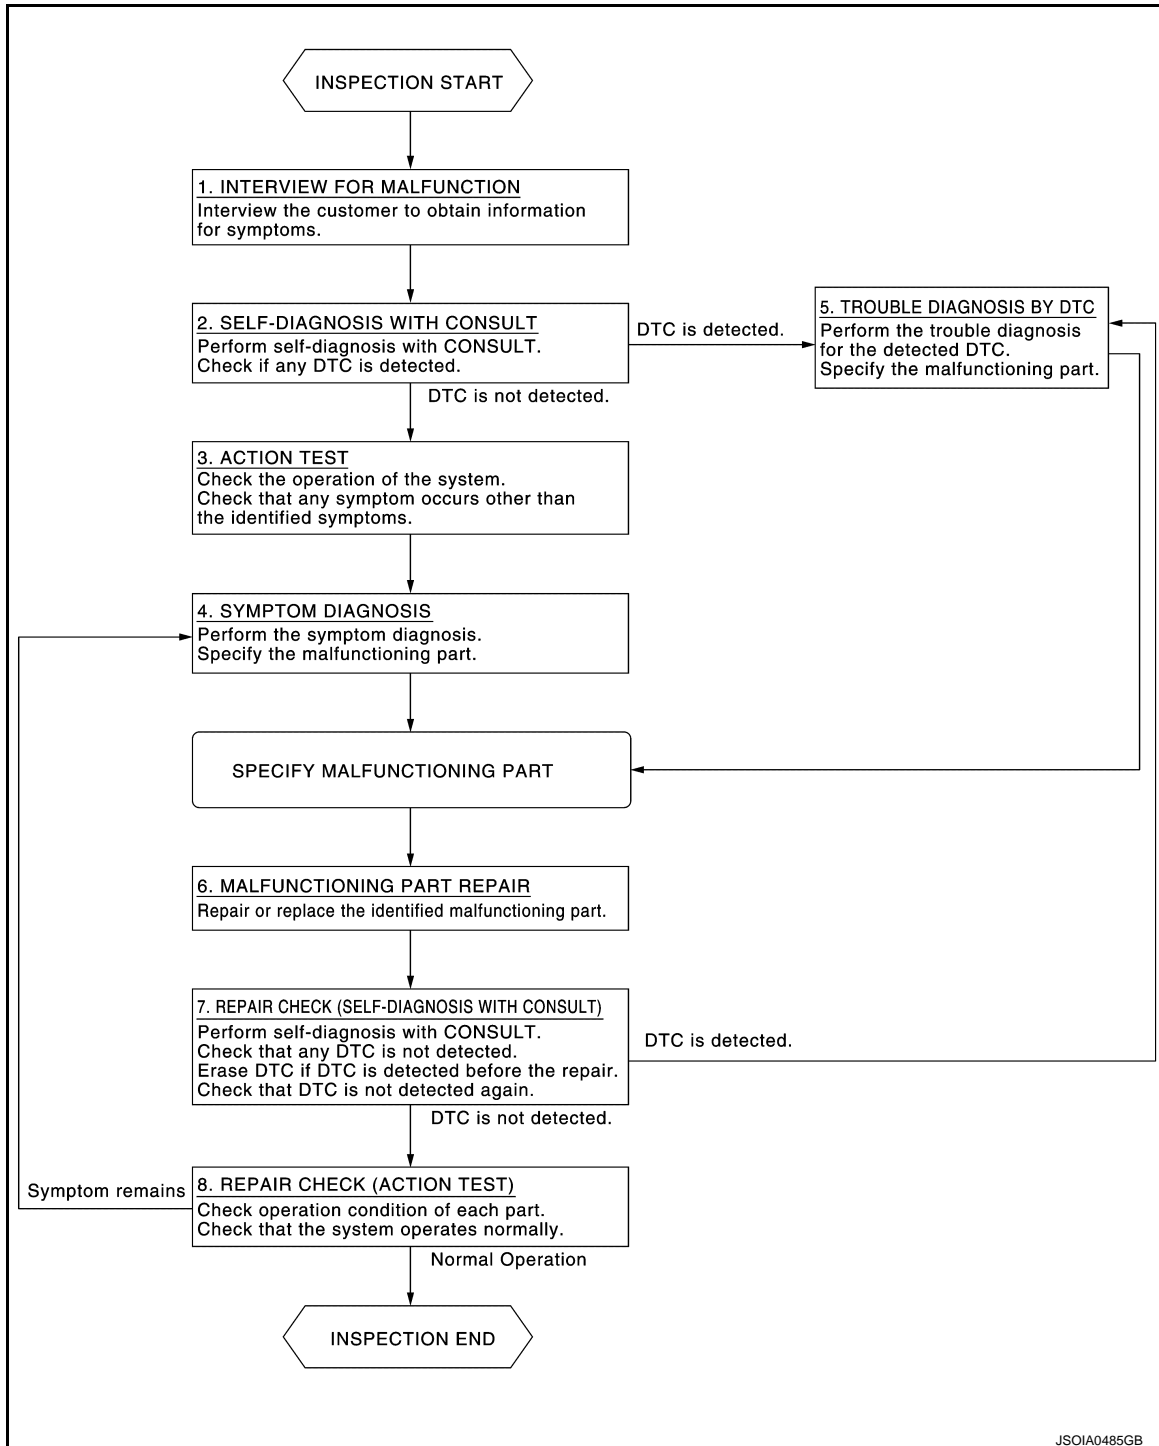 INSPECTION START
1. INTERVIEW FOR MALFUNCTION
Interview the customer to obtain information
for symptoms.
2. SELF-DIAGNOSIS WITH CONSULT
Perform self-diagnosis with CONSULT.
Check if any DTC is detected.
DTC is detected.
5. TROUBLE DIAGNOSIS BY DTC
Perform the trouble diagnosis
for the detected DTC.
Specify the malfunctioning part.
DTC is not detected.
3. ACTION TEST
Check the operation of the system.
Check that any symptom occurs other than
the identified symptoms.
4. SYMPTOM DIAGNOSIS
Perform the symptom diagnosis.
Specify the malfunctioning part.
SPECIFY MALFUNCTIONING PART
6. MALFUNCTIONING PART REPAIR
Repair or replace the identified malfunctioning part.
7. REPAIR CHECK (SELF-DIAGNOSIS WITH CONSULT)
Perform self-diagnosis with CONSULT.
Check that any DTC is not detected.
Erase DTC if DTC is detected before the repair.
Check that DTC is not detected again.
DTC is detected.
DTC is not detected.
Symptom remains
8. REPAIR CHECK (ACTION TEST)
Check operation condition of each part.
Check that the system operates normally.
Normal Operation
INSPECTION END
JSOIA0485GB